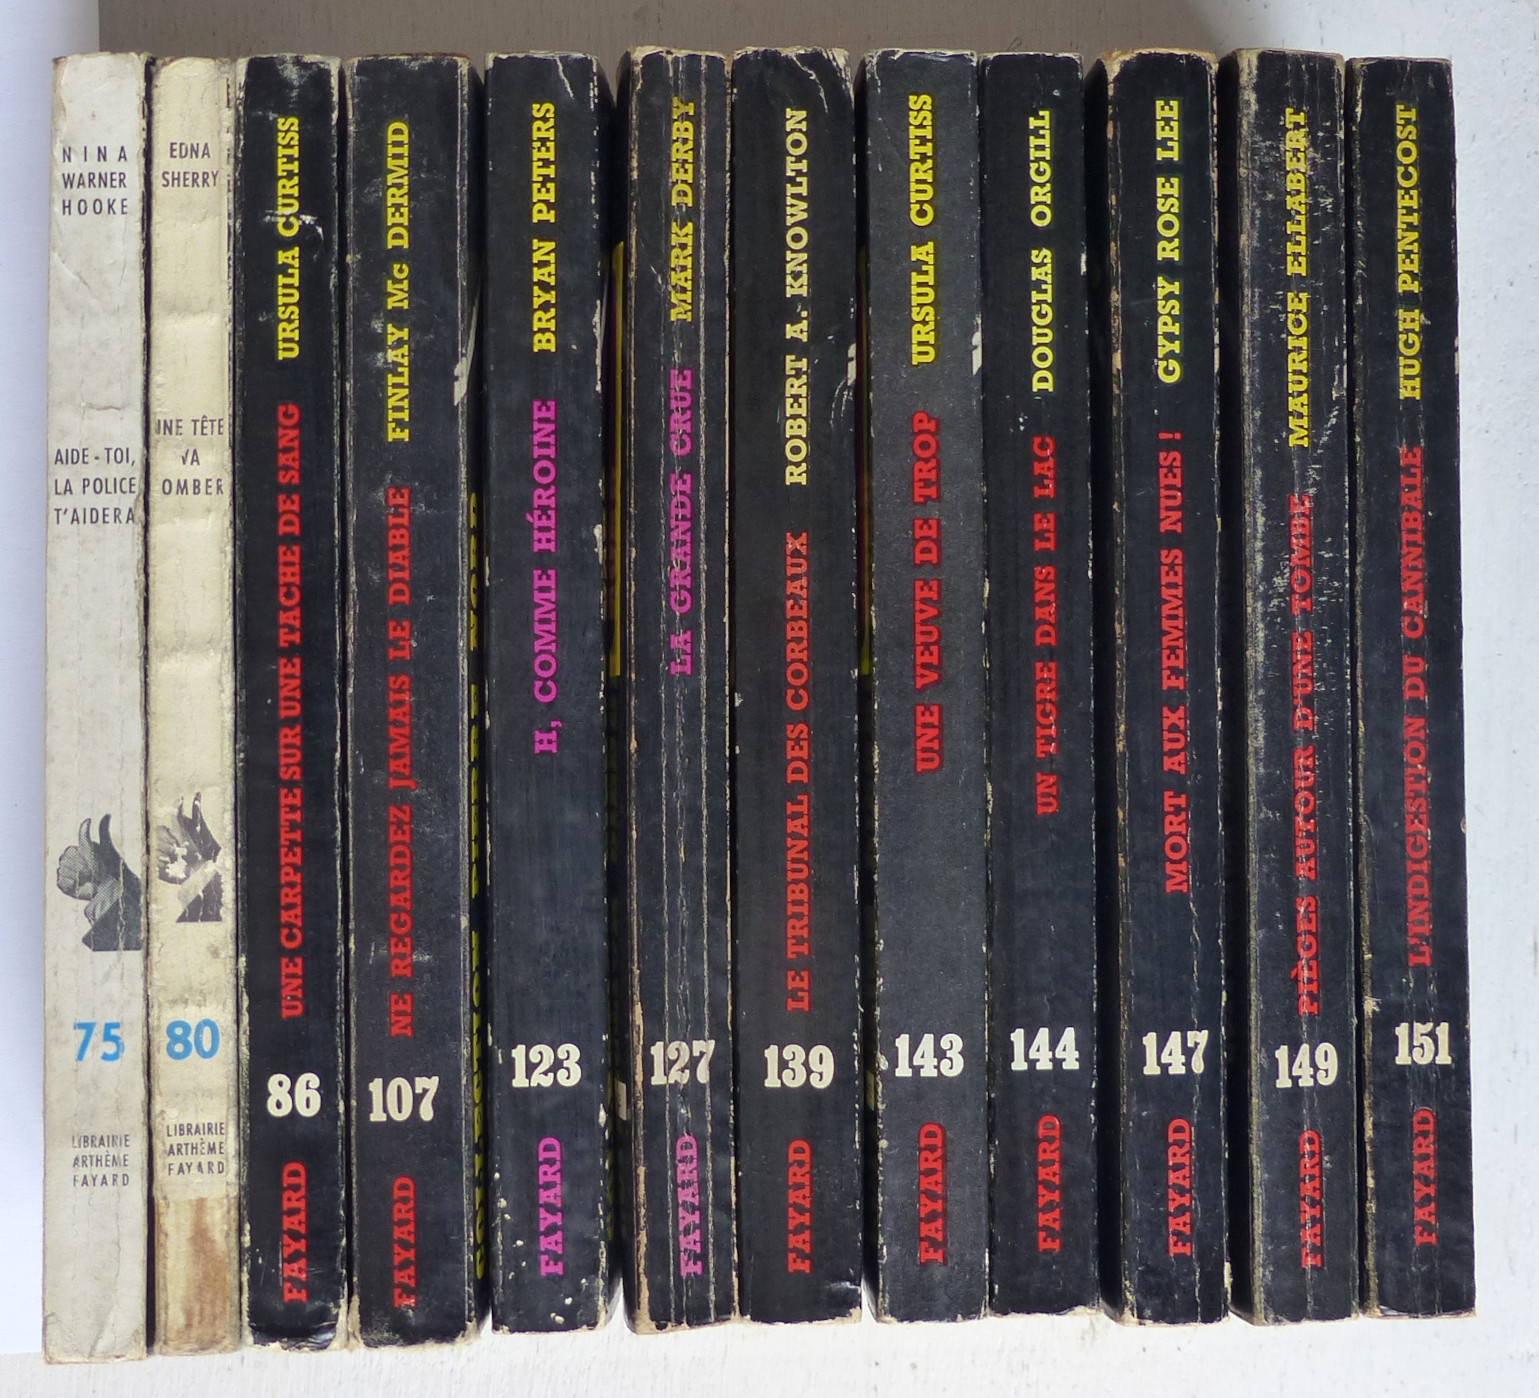 NINA
WARNER
HOOKE
AIDE-TOI,
LA POLICE
T'AIDERA
75
LIBRAIRIE
ARTHÈME
FAYARD
EDNA
SHERRY
UNE TÊTE
VA
OMBER
80
LIBRAIRIE
ARTHÈME
FAYARD
FAYARD 86 UNE CARPETTE SUR UNE TACHE DE SANG URSULA CURTISS
FAYARD 107 NE REGARDEZ JAMAIS LE DIABLE FINLAY Mc DERMID
FAYARD 123 H, COMME HÉROINE BRYAN PETERS
FAYARD 127 LA GRANDE CRUE MARK DERBY
FAYARD 139 LE TRIBUNAL DES CORBEAUX ROBERT A. KNOWLTON
FAYARD 143 UNE VEUVE DE TROP URSULA CURTISS
FAYARD 144 UN TIGRE DANS LE LAC DOUGLAS ORGILL
FAYARD 147 MORT AUX FEMMES NUES ! GYPSY ROSE LEE
FAYARD 149 PIÈGES AUTOUR D'UNE TOMBE MAURICE ELLABERT
FAYARD 151 L'INDIGESTION DU CANNIBALE HUGH PENTECOST